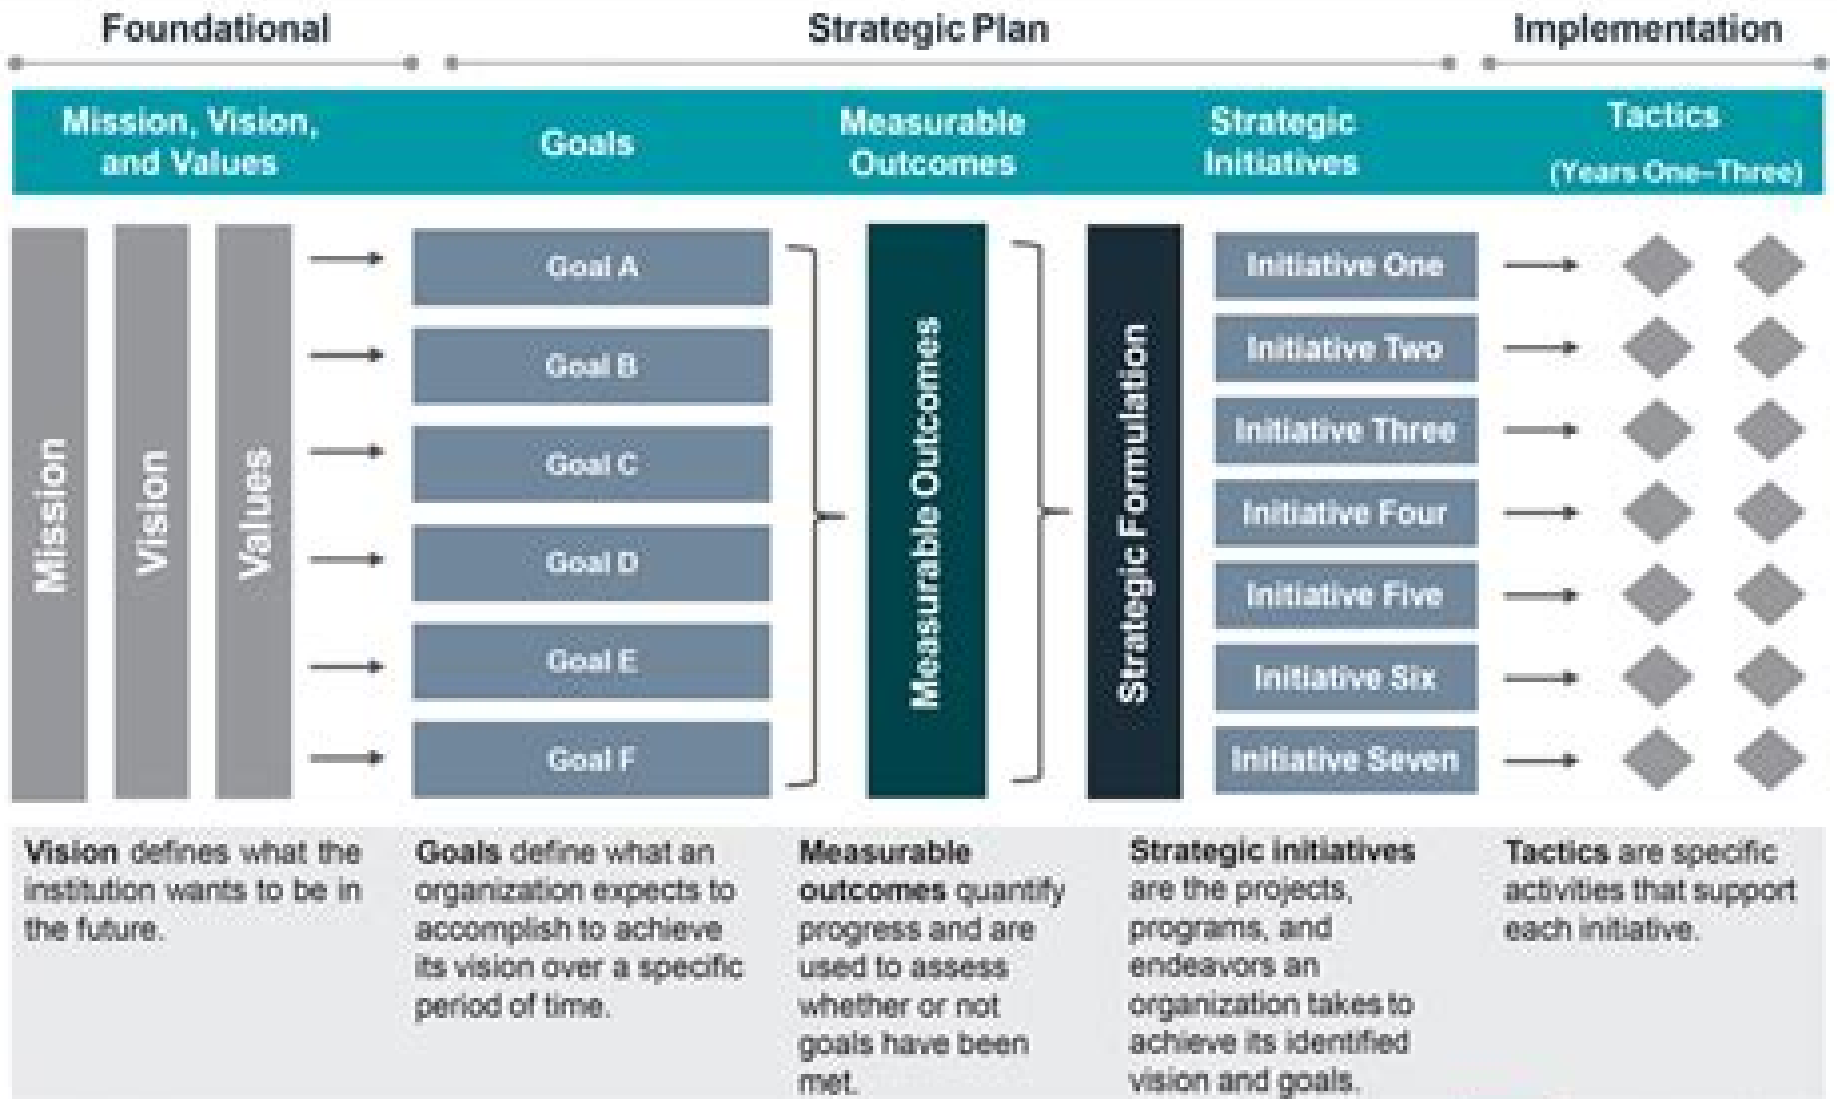 Foundational
Strategic Plan
Implementation
Mission, Vision,
and Values
Goals
Measurable
Outcomes
Strategic
Initiatives
Tactics
(Years One–Three)
Mission
Vision
Values
Goal A
Goal B
Goal C
Goal D
Goal E
Goal F
Measurable Outcomes
Strategic Formulation
Initiative One
Initiative Two
Initiative Three
Initiative Four
Initiative Five
Initiative Six
Initiative Seven
Vision defines what the
institution wants to be in
the future.
Goals define what an
organization expects to
accomplish to achieve
its vision over a specific
period of time.
Measurable
outcomes quantify
progress and are
used to assess
whether or not
goals have been
met.
Strategic initiatives
are the projects,
programs, and
endeavors an
organization takes to
achieve its identified
vision and goals.
Tactics are specific
activities that support
each initiative.